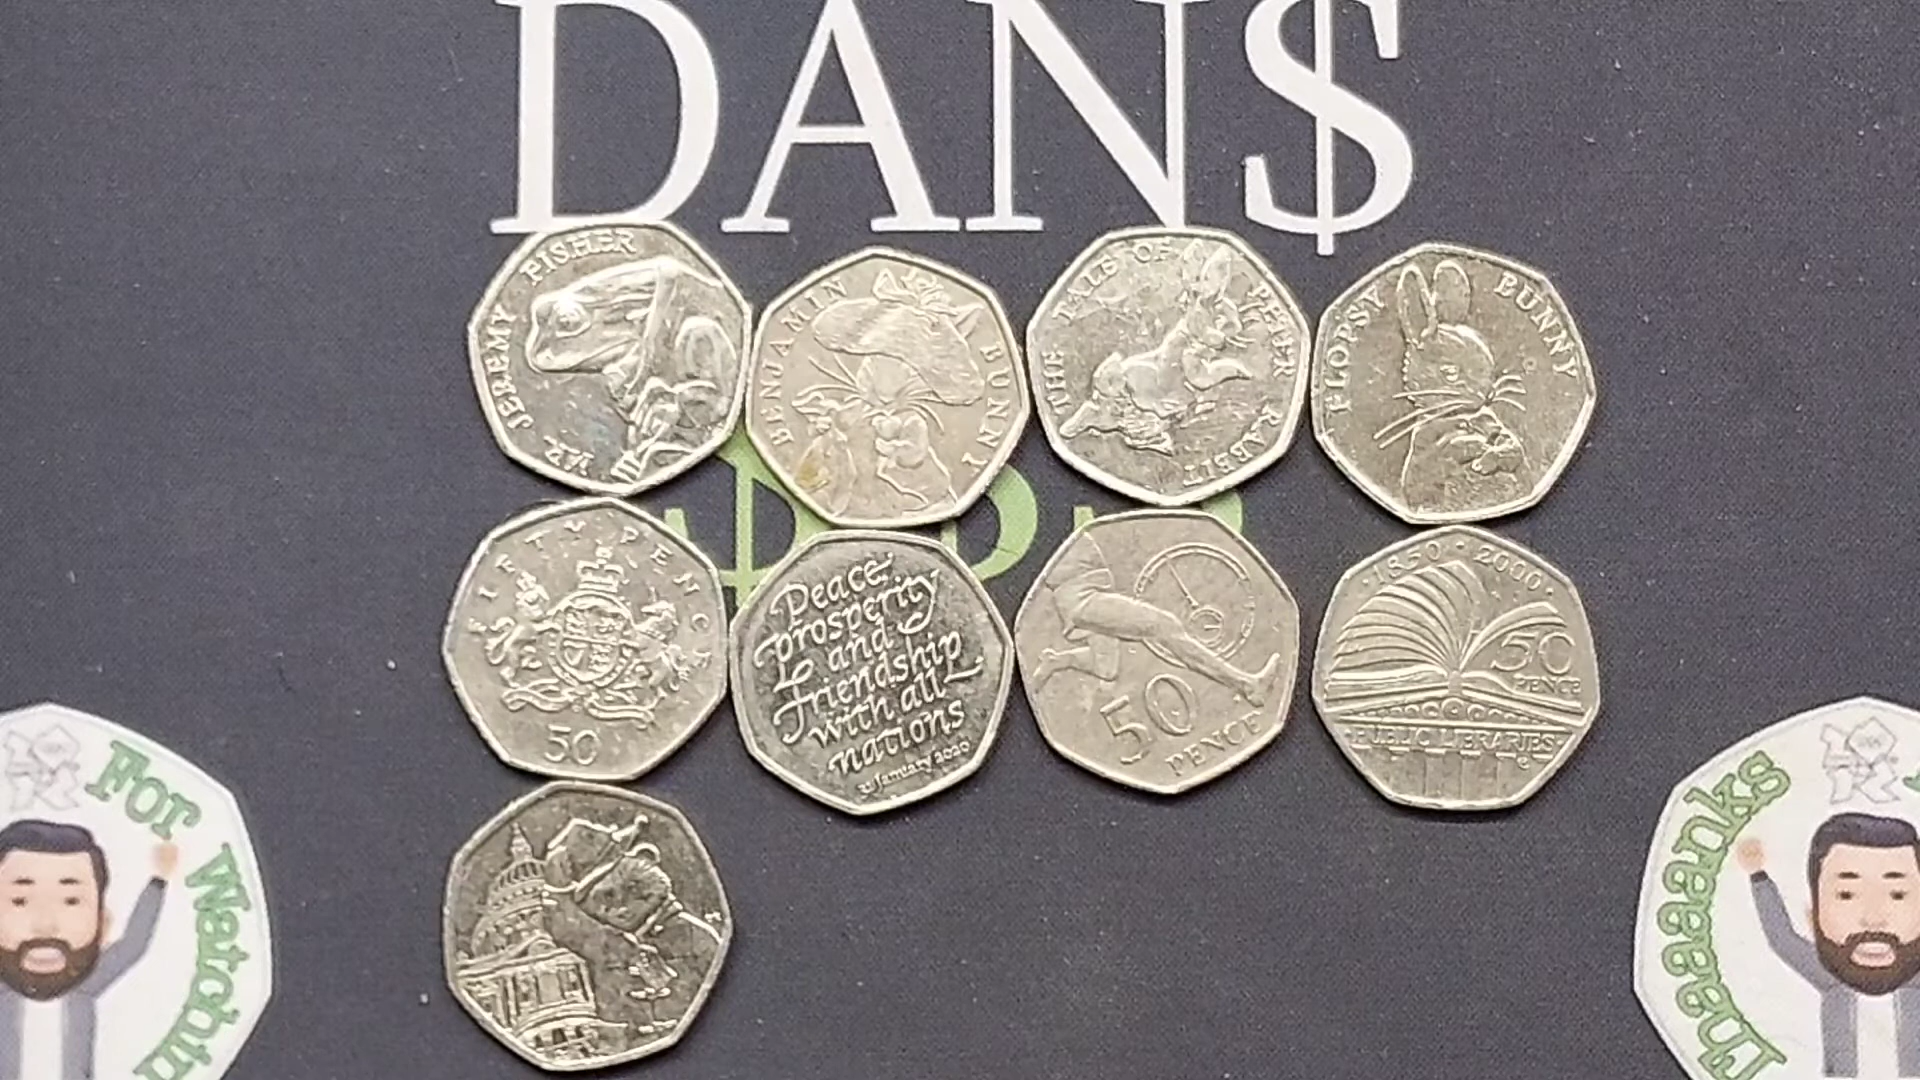 DAN$
MR JEREMY FISHER
BENJAMIN BUNNY
THE TALE OF PETER RABBIT
FLOPSY BUNNY
FIFTY PENCE
50
Peace
prosperity
and
friendship
with all
nations
31 January 2020
50
PENCE
·1850·2000·
50
PENCE
·PUBLIC LIBRARIES·
For Watchin
Thaaaanks